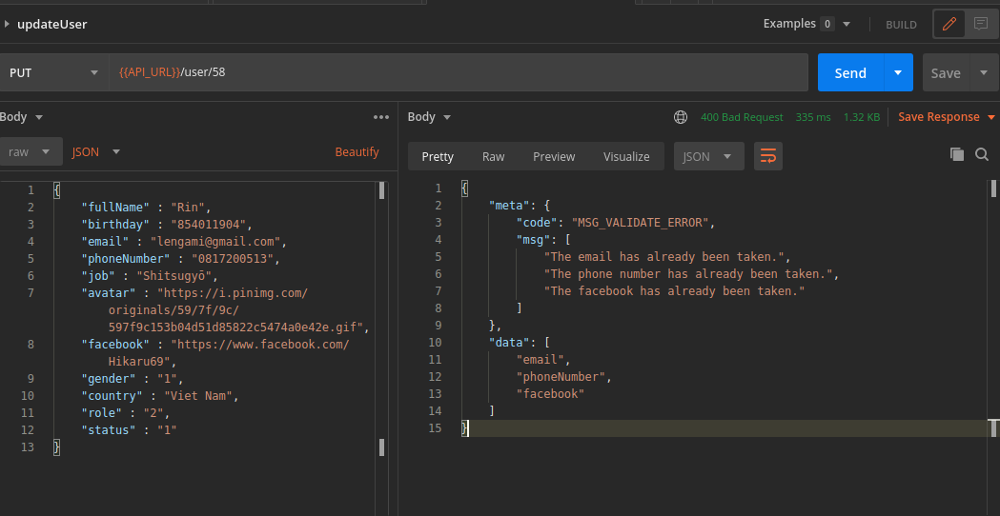 updateUser
Examples 0
BUILD
PUT
{{API_URL}}/user/58
Send
Save
Body
raw
JSON
Beautify
1 {
2 "fullName" : "Rin",
3 "birthday" : "854011904",
4 "email" : "lengami@gmail.com",
5 "phoneNumber" : "0817200513",
6 "job" : "Shitsugyō",
7 "avatar" : "https://i.pinimg.com/
originals/59/7f/9c/
597f9c153b04d51d85822c5474a0e42e.gif",
8 "facebook" : "https://www.facebook.com/
Hikaru69",
9 "gender" : "1",
10 "country" : "Viet Nam",
11 "role" : "2",
12 "status" : "1"
13 }
Body
400 Bad Request 335 ms 1.32 KB Save Response
Pretty Raw Preview Visualize JSON
1 {
2 "meta": {
3 "code": "MSG_VALIDATE_ERROR",
4 "msg": [
5 "The email has already been taken.",
6 "The phone number has already been taken.",
7 "The facebook has already been taken."
8 ]
9 },
10 "data": [
11 "email",
12 "phoneNumber",
13 "facebook"
14 ]
15 }